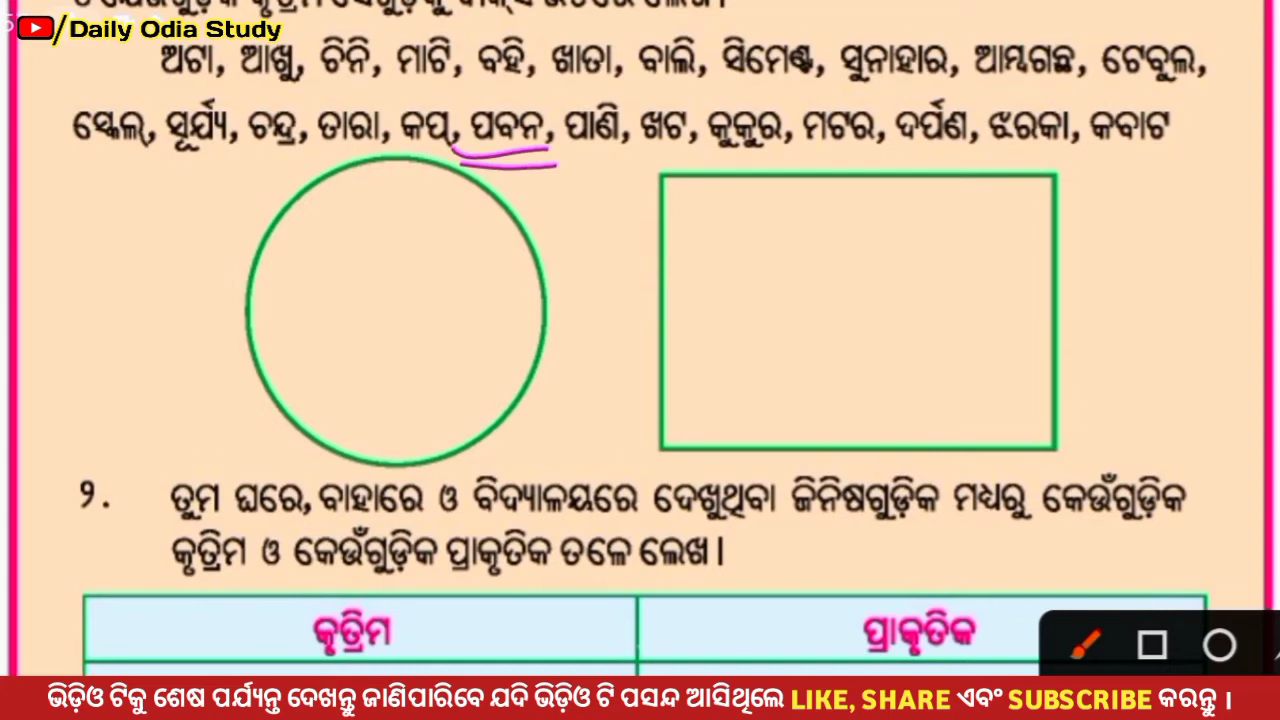 Daily Odia Study
ଅଟା, ଆଖୁ, ଚିନି, ମାଟି, ବହି, ଖାତା, ବାଲି, ସିମେଣ୍ଟ, ସୁନାହାର, ଆମ୍ବଗଛ, ଟେବୁଲ,
ସ୍କେଲ୍, ସୂର୍ଯ୍ୟ, ଚନ୍ଦ୍ର, ତାରା, କପ୍, ପବନ, ପାଣି, ଖଟ, କୁକୁର, ମଟର, ଦର୍ପଣ, ଝରକା, କବାଟ
୨. ତୁମ ଘରେ, ବାହାରେ ଓ ବିଦ୍ୟାଳୟରେ ଦେଖୁଥିବା ଜିନିଷଗୁଡ଼ିକ ମଧ୍ୟରୁ କେଉଁଗୁଡ଼ିକ
କୃତ୍ରିମ ଓ କେଉଁଗୁଡ଼ିକ ପ୍ରାକୃତିକ ତଳେ ଲେଖ।
କୃତ୍ରିମ ପ୍ରାକୃତିକ
ଭିଡ଼ିଓ ଟିକୁ ଶେଷ ପର୍ଯ୍ୟନ୍ତ ଦେଖନ୍ତୁ ଜାଣିପାରିବେ ଯଦି ଭିଡ଼ିଓ ଟି ପସନ୍ଦ ଆସିଥିଲେ LIKE, SHARE ଏବଂ SUBSCRIBE କରନ୍ତୁ ।